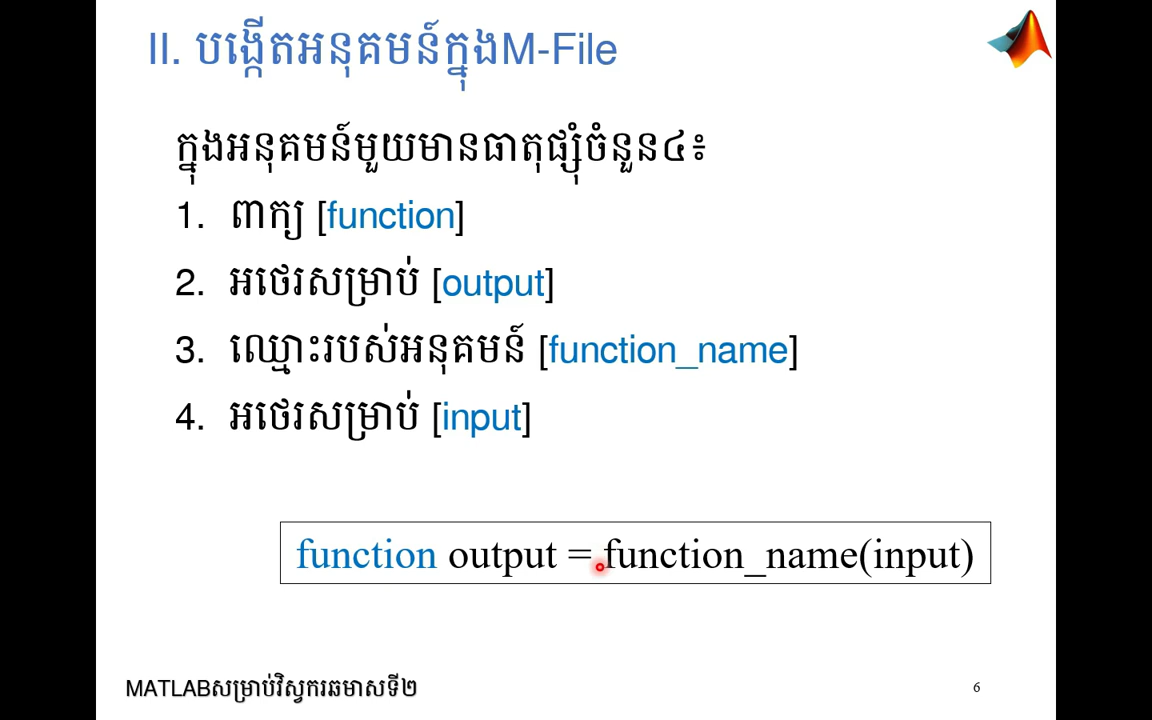 II. បង្កើតអនុគមន៍ក្នុងM-File
ក្នុងអនុគមន៍មួយមានធាតុផ្សំចំនួន៤៖
1. ពាក្យ [function]
2. អថេរសម្រាប់ [output]
3. ឈ្មោះរបស់អនុគមន៍ [function_name]
4. អថេរសម្រាប់ [input]
function output = function_name(input)
MATLABសម្រាប់វិស្វករឆមាសទី២
6